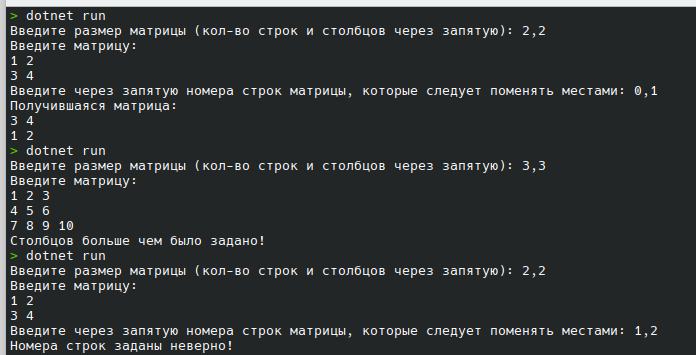 > dotnet run
Введите размер матрицы (кол-во строк и столбцов через запятую): 2,2
Введите матрицу:
1 2
3 4
Введите через запятую номера строк матрицы, которые следует поменять местами: 0,1
Получившаяся матрица:
3 4
1 2
> dotnet run
Введите размер матрицы (кол-во строк и столбцов через запятую): 3,3
Введите матрицу:
1 2 3
4 5 6
7 8 9 10
Столбцов больше чем было задано!
> dotnet run
Введите размер матрицы (кол-во строк и столбцов через запятую): 2,2
Введите матрицу:
1 2
3 4
Введите через запятую номера строк матрицы, которые следует поменять местами: 1,2
Номера строк заданы неверно!